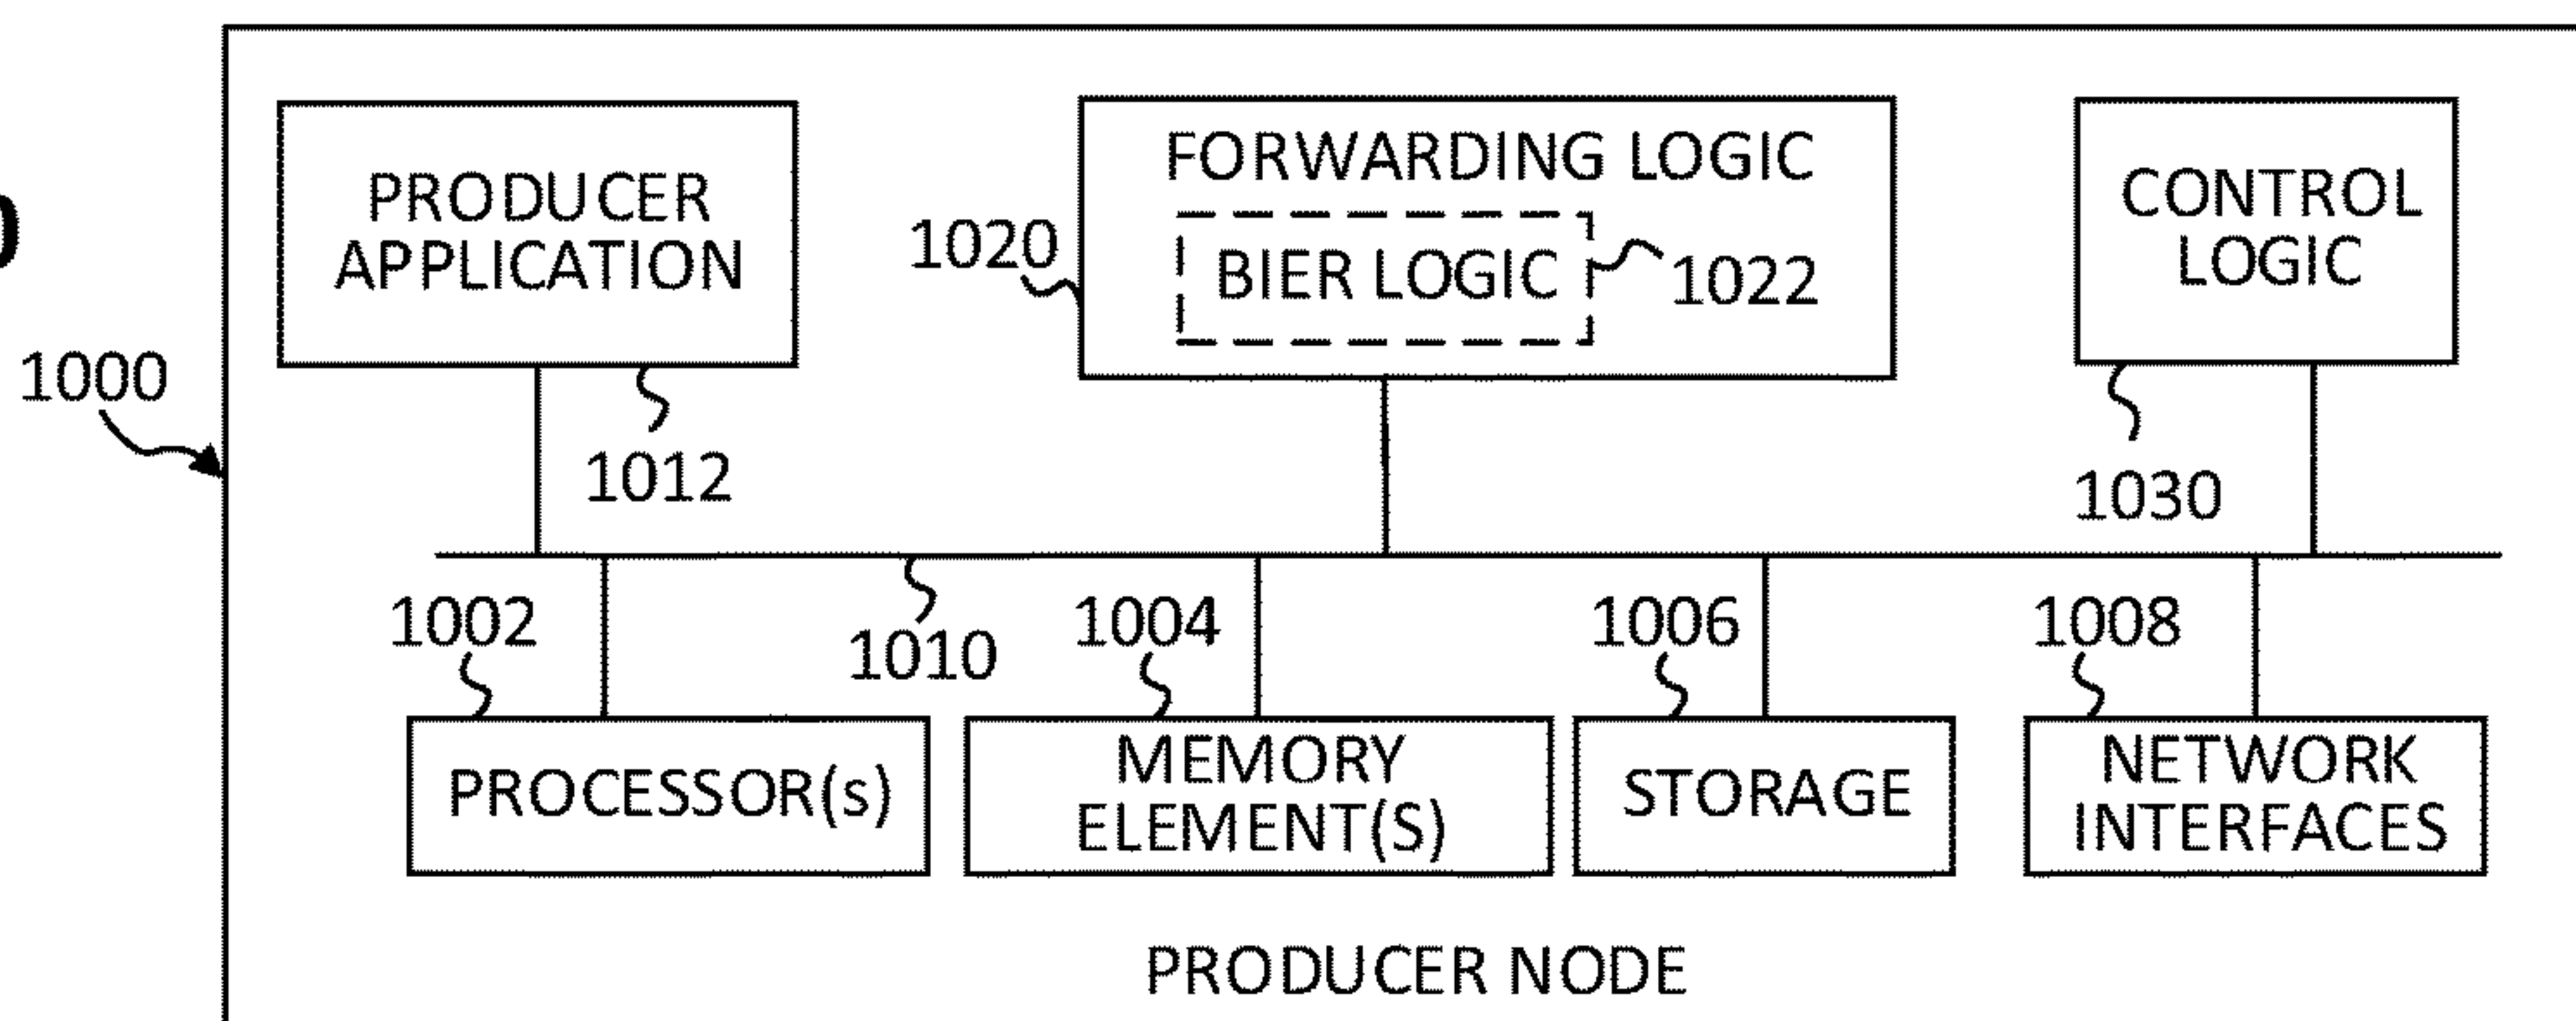 PRODUCER
APPLICATION
FORWARDING LOGIC
BIER LOGIC
CONTROL
LOGIC
1020
1022
1000
1012
1030
1002
1010
1004
1006
1008
PROCESSOR(s)
MEMORY
ELEMENT(S)
STORAGE
NETWORK
INTERFACES
PRODUCER NODE